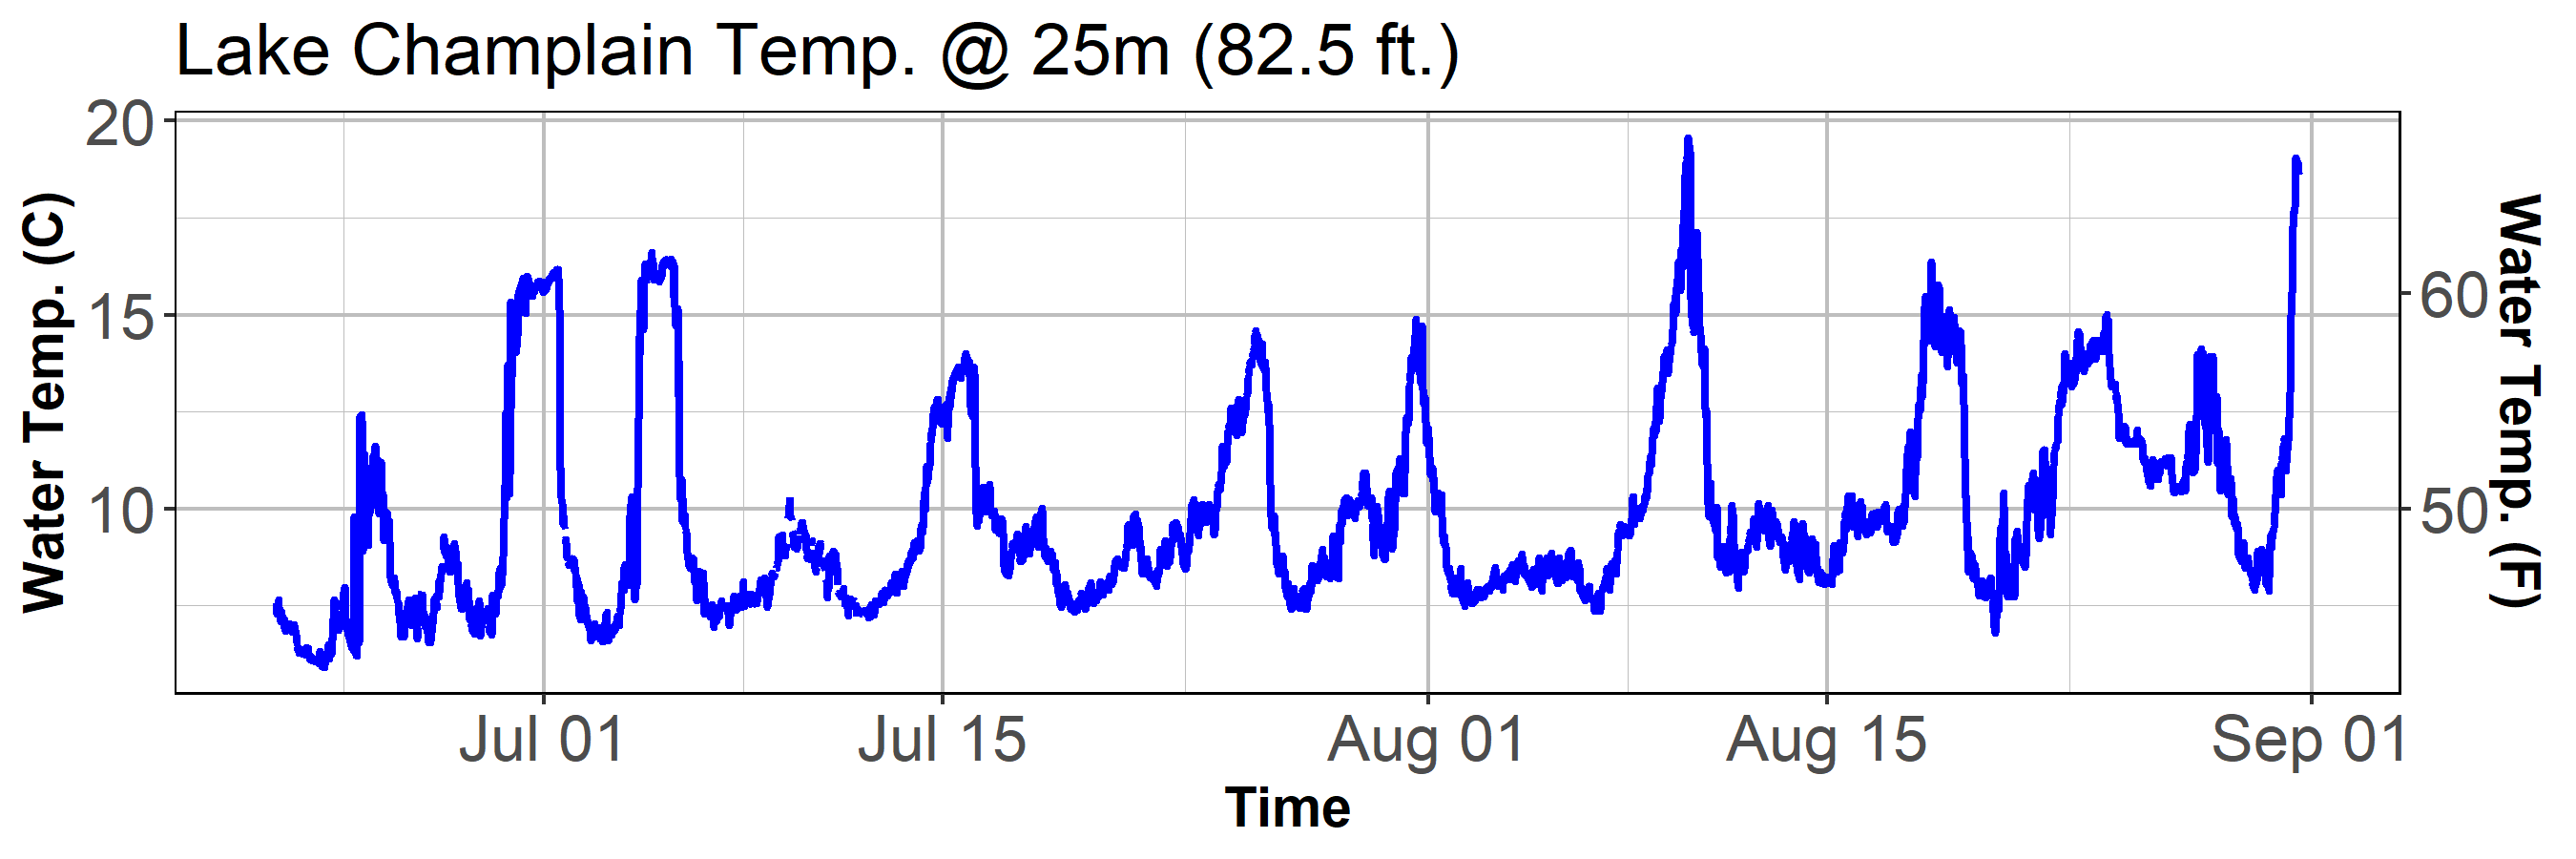 Lake Champlain Temp. @ 25m (82.5 ft.)
20
15
10
Water Temp. (C)
60
50
Water Temp. (F)
Jul 01
Jul 15
Aug 01
Aug 15
Sep 01
Time